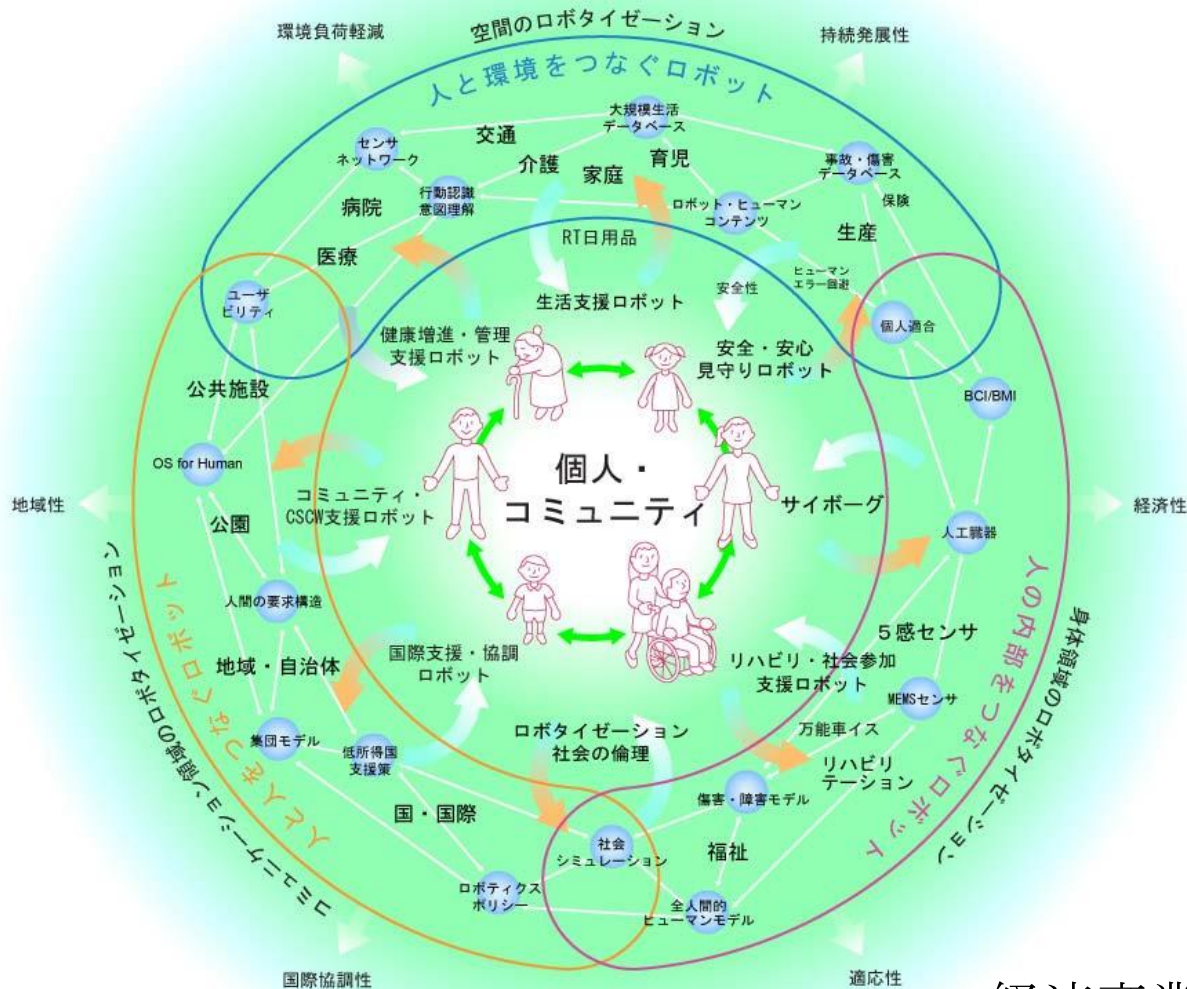 環境負荷軽減
空間のロボタイゼーション
持続発展性
人と環境をつなぐロボット
大規模生活
データベース
交通
センサ
ネットワーク
介護
育児
家庭
事故・傷害
データベース
保険
行動認識
意図理解
病院
ロボット・ヒューマン
コンテンツ
生産
RT日用品
医療
ヒューマン
エラー回避
安全性
ユーザ
ビリティ
生活支援ロボット
個人適合
健康増進・管理
支援ロボット
安全・安心
見守りロボット
公共施設
BCI/BMI
OS for Human
個人・
コミュニティ
コミュニティ・
CSCW支援ロボット
サイボーグ
地域性
経済性
公園
人工臓器
人間の要求構造
5感センサ
地域・自治体
国際支援・協調
ロボット
リハビリ・社会参加
支援ロボット
MEMSセンサ
人と人をつなぐロボット
コミュニケーション領域のロボタイゼーション
人の内部をつなぐロボット
身体領域のロボタイゼーション
集団モデル
低所得国
支援策
ロボタイゼーション
社会の倫理
万能車イス
リハビリ
テーション
傷害・障害モデル
国・国際
社会
シミュレーション
福祉
ロボティクス
ポリシー
全人間的
ヒューマンモデル
国際協調性
適応性